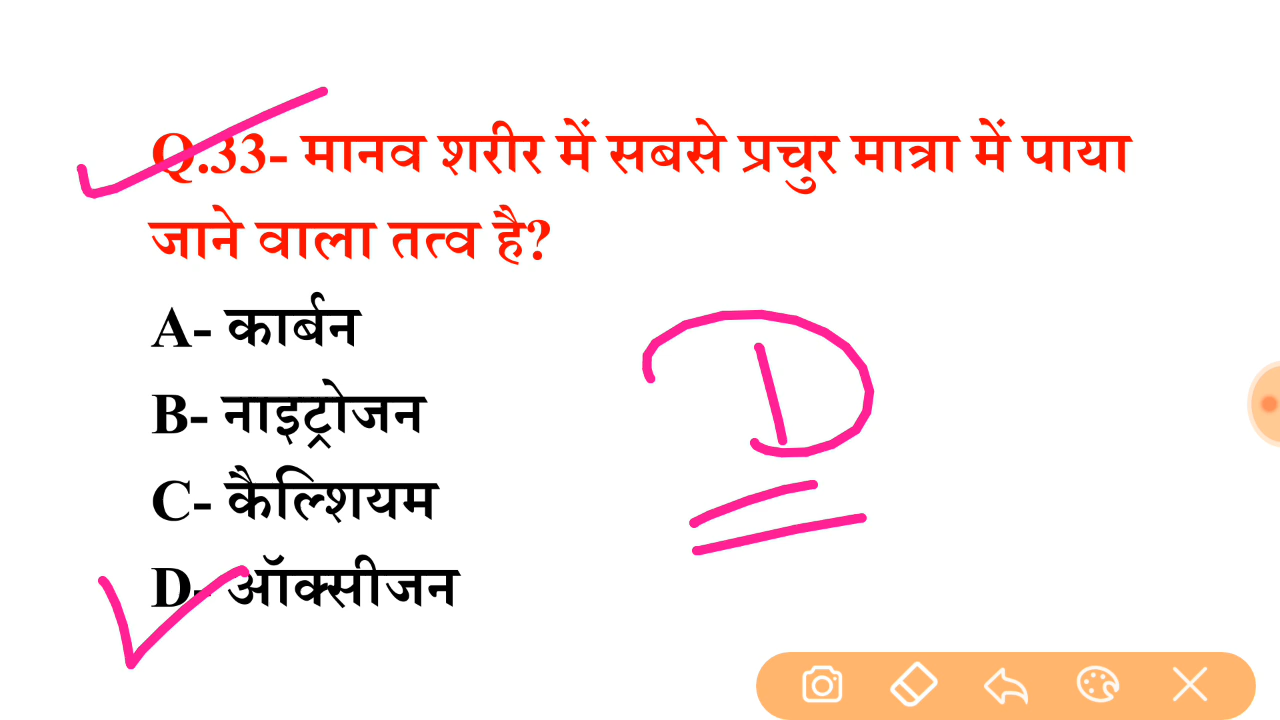 Q.33- मानव शरीर में सबसे प्रचुर मात्रा में पाया
जाने वाला तत्व है?
A- कार्बन
B- नाइट्रोजन
C- कैल्शियम
D- ऑक्सीजन
D